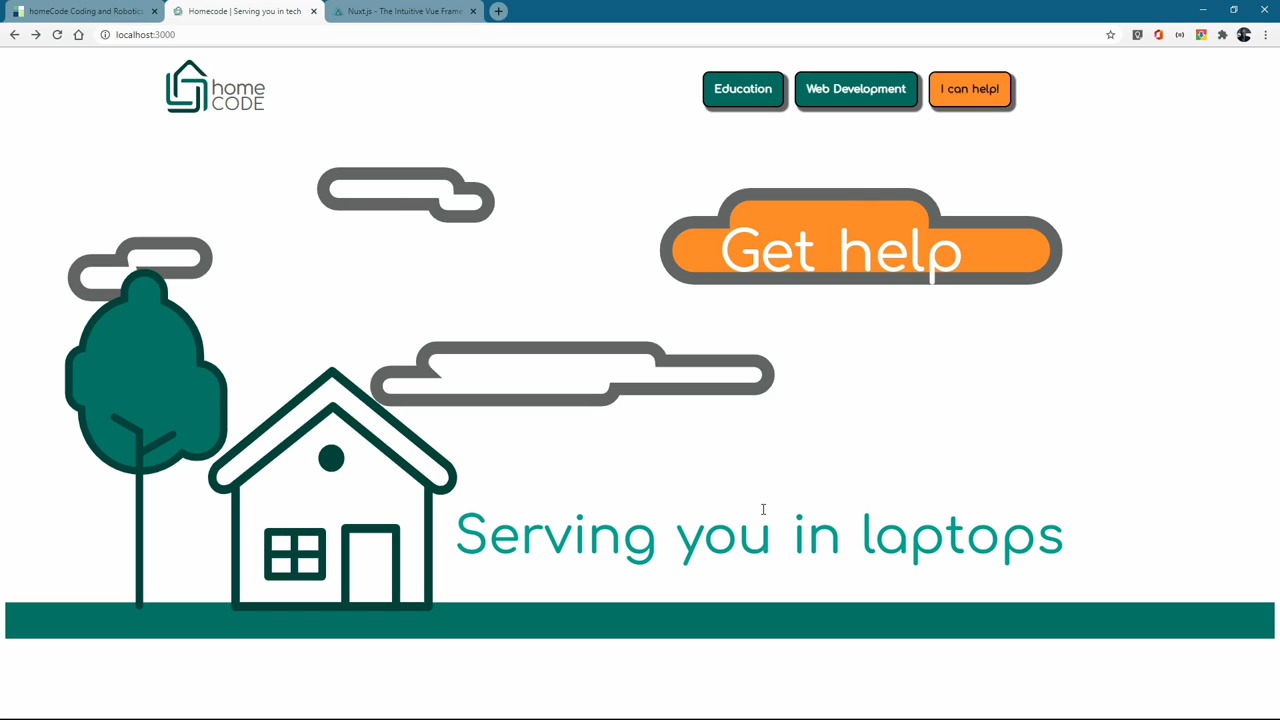 homeCode Coding and Robotics
Homecode | Serving you in tech
Nuxt.js - The Intuitive Vue Frame
localhost:3000
home
CODE
Education
Web Development
I can help!
Get help
Serving you in laptops